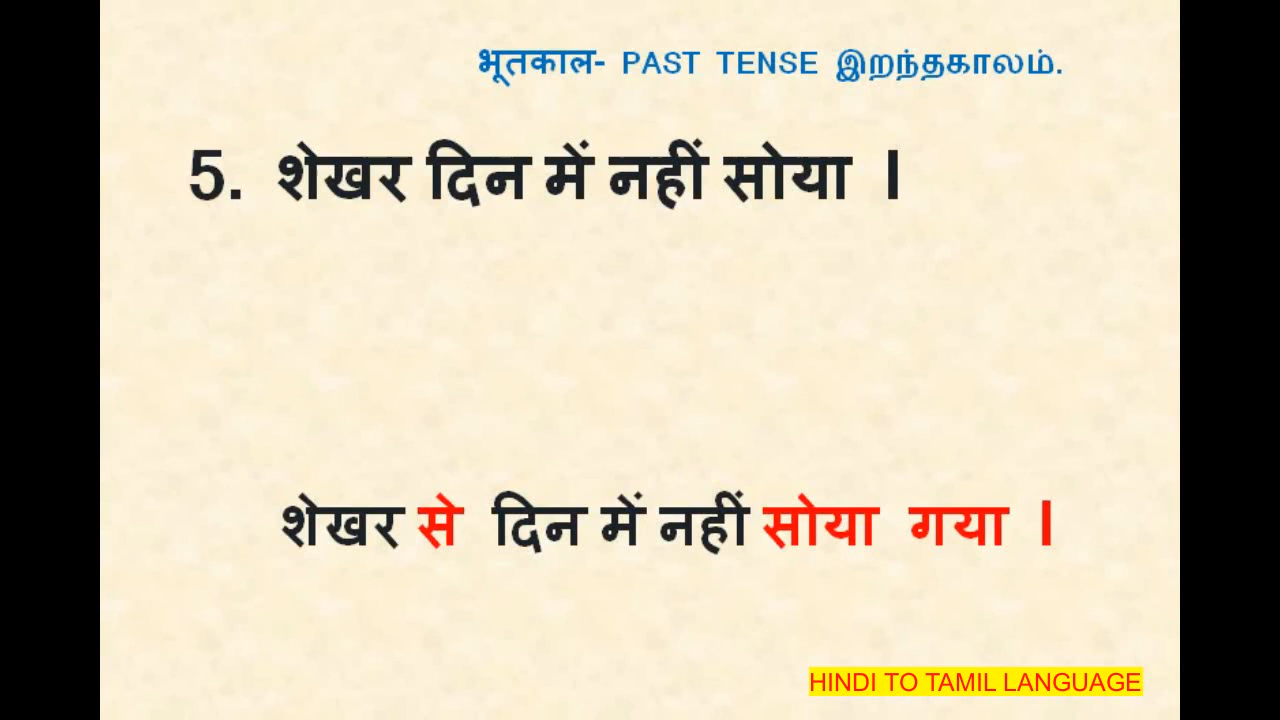 भूतकाल- PAST TENSE இறந்தகாலம்.
5. शेखर दिन में नहीं सोया ।
शेखर से दिन में नहीं सोया गया ।
HINDI TO TAMIL LANGUAGE